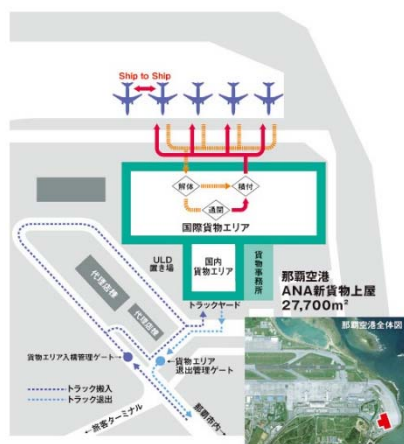 Ship to Ship
解体
積付
通関
国際貨物エリア
ULD
置き場
国内
貨物エリア
貨物事務所
那覇空港
ANA新貨物上屋
27,700m²
代理店棟
代理店棟
トラックヤード
那覇空港全体図
貨物エリア入構管理ゲート
貨物エリア
退出管理ゲート
トラック搬入
トラック退出
←旅客ターミナル
那覇市内→